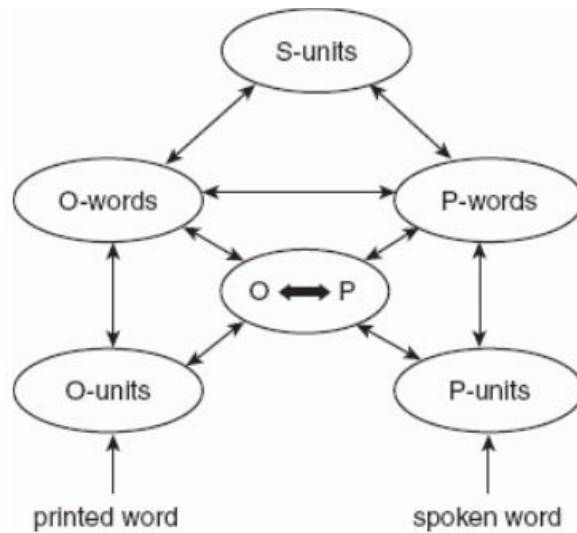 S-units
O-words P-words
O P
O-units P-units
printed word spoken word